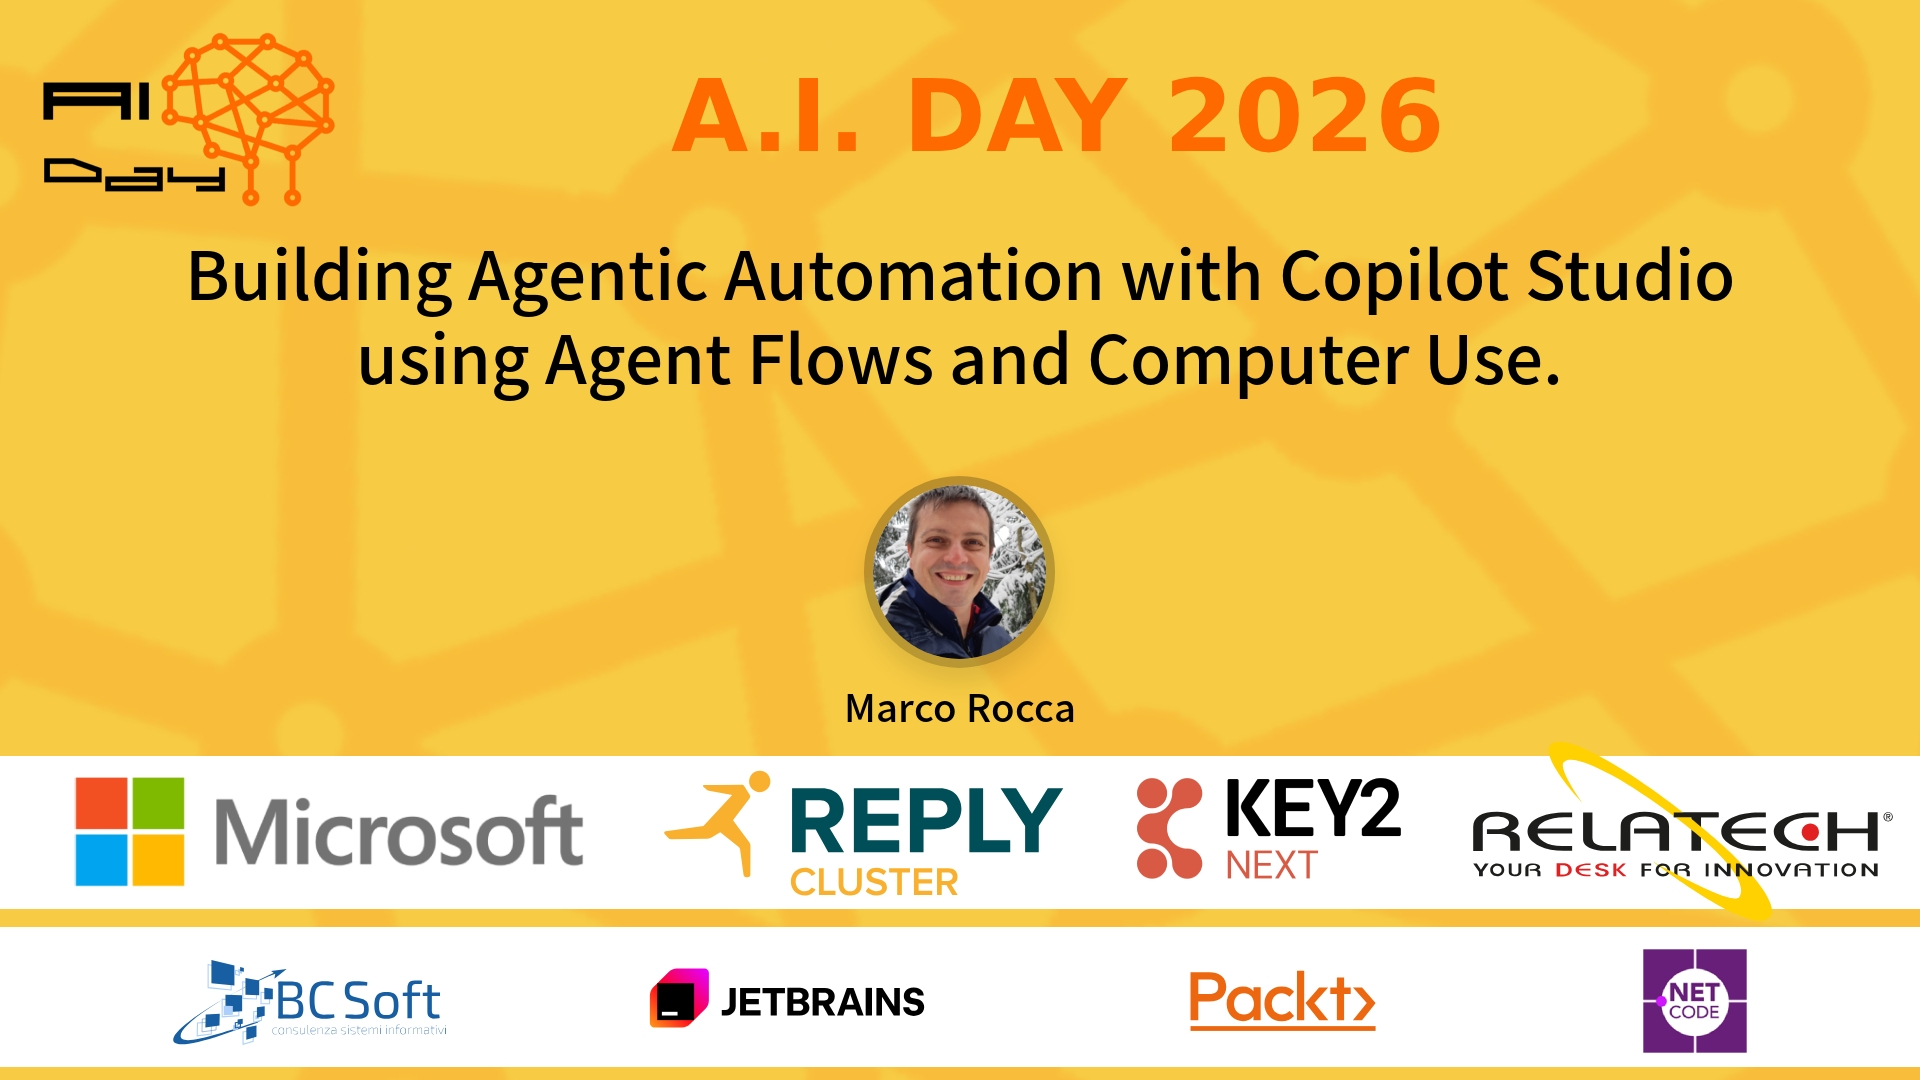 AI
Day
A.I. DAY 2026
Building Agentic Automation with Copilot Studio
using Agent Flows and Computer Use.
Marco Rocca
Microsoft
REPLY
CLUSTER
KEY2
NEXT
RELATECH®
YOUR DESK FOR INNOVATION
BC Soft
consulenza sistemi informativi
JETBRAINS
Packt>
.NET
CODE